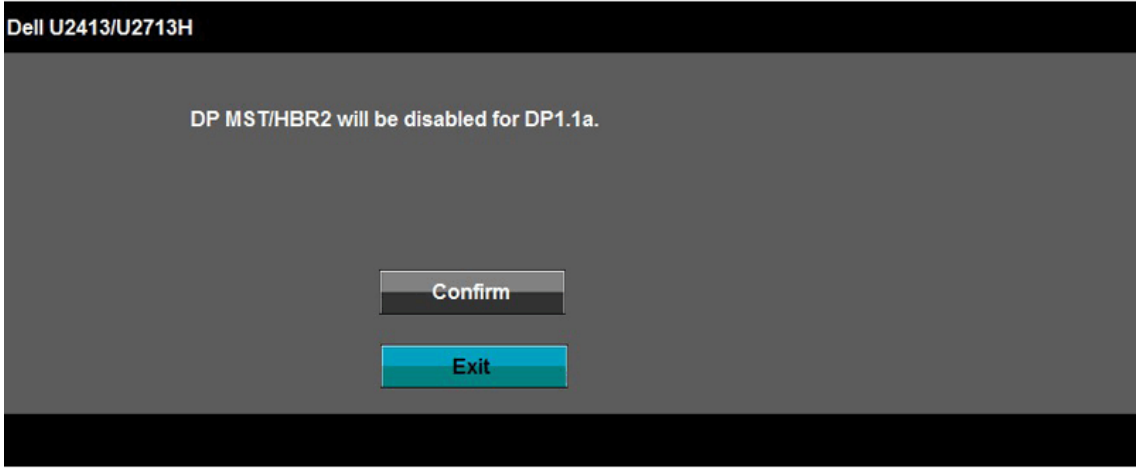 Dell U2413/U2713H
DP MST/HBR2 will be disabled for DP1.1a.
Confirm
Exit